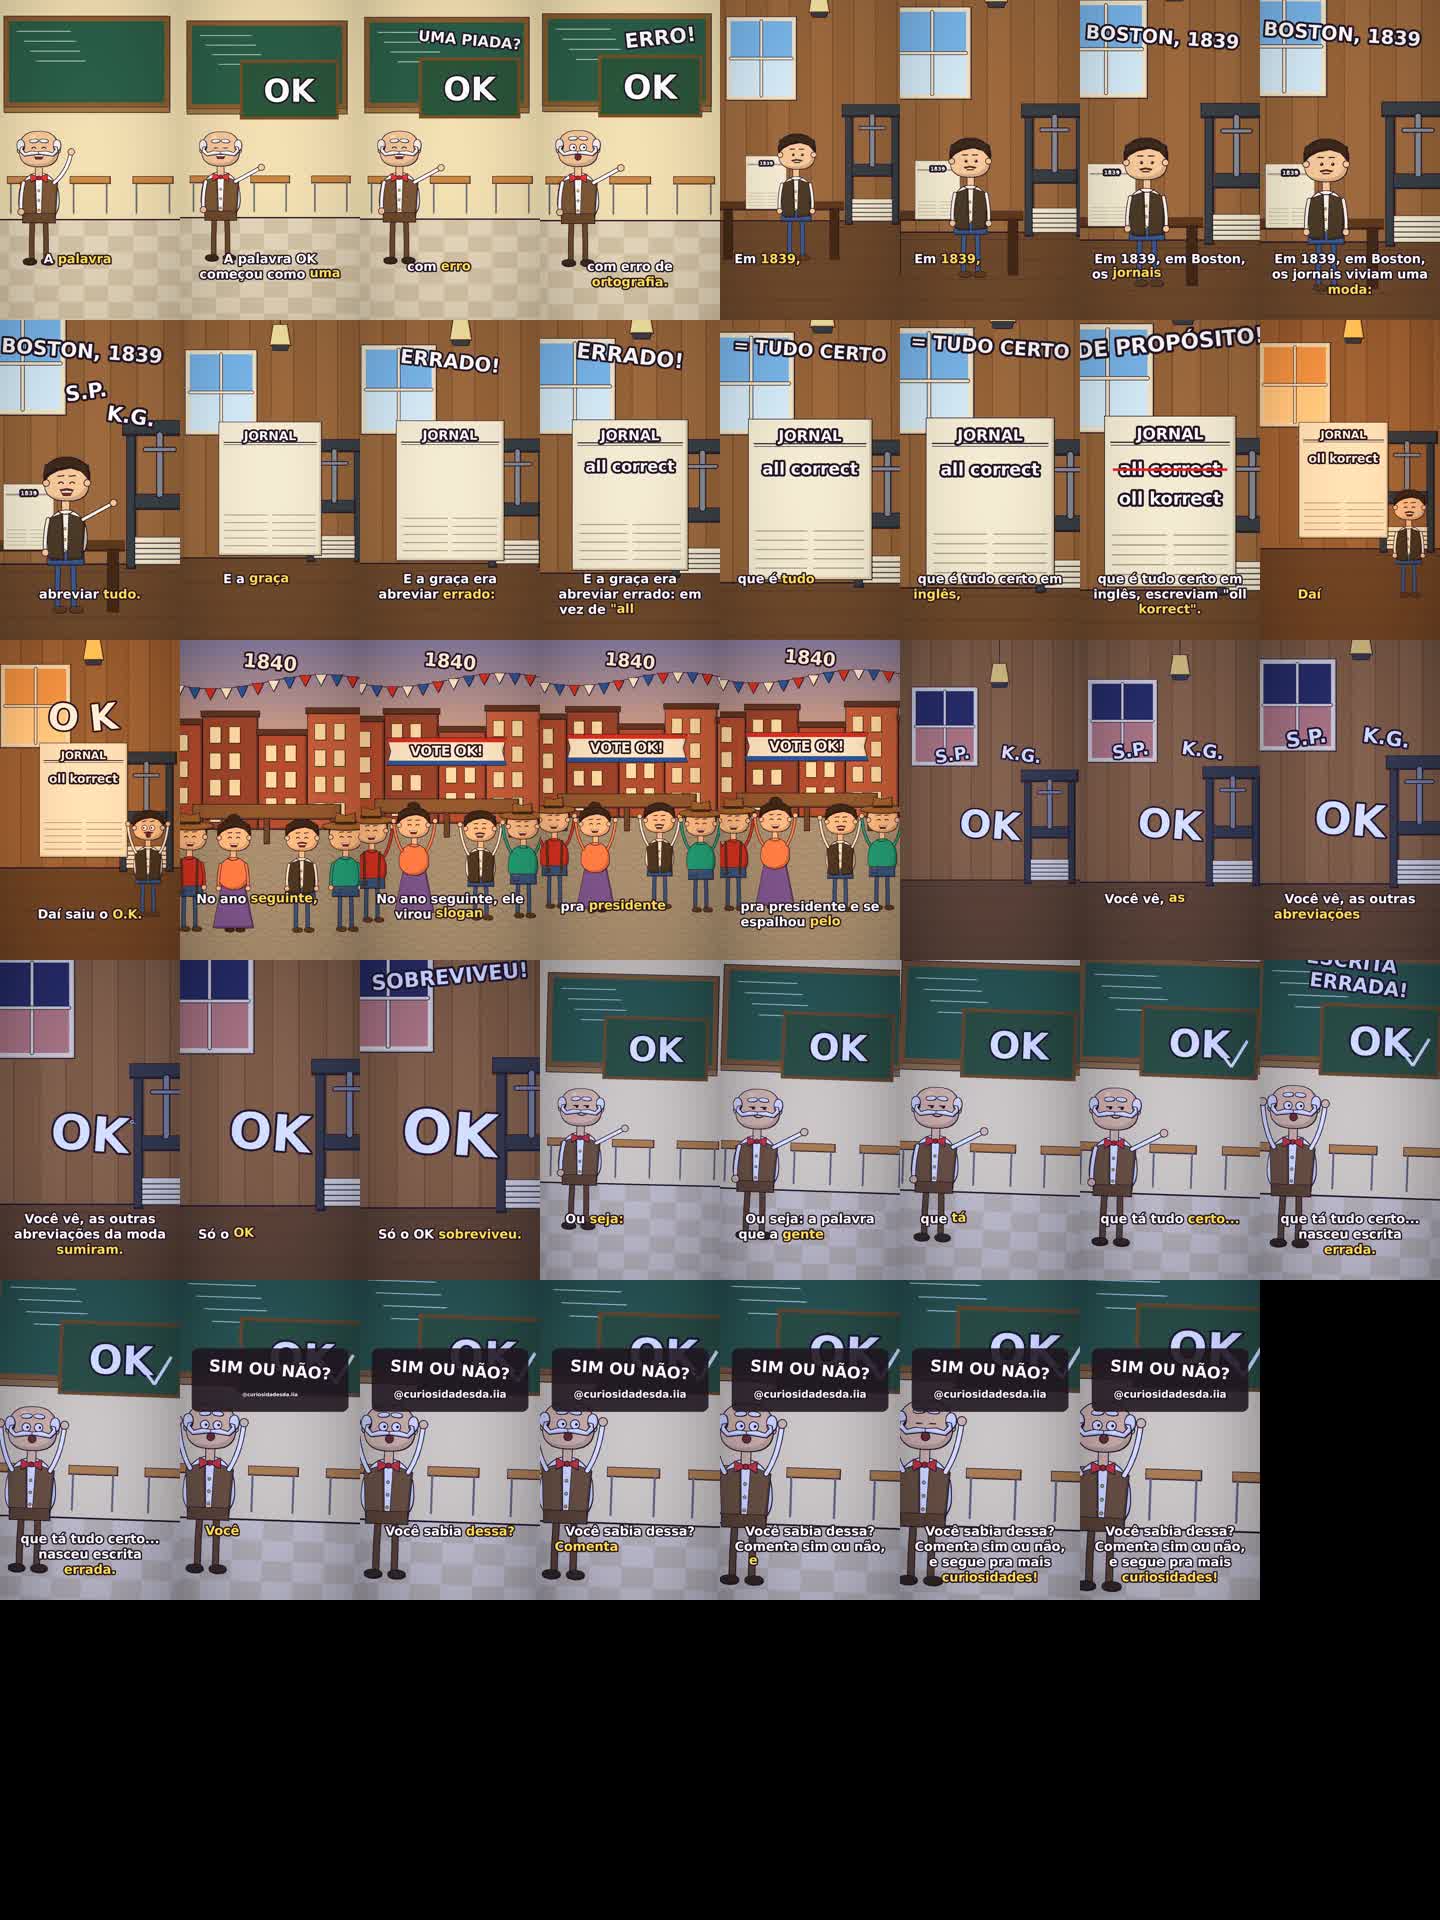 A palavra
OK
A palavra OK
começou como uma
UMA PIADA?
OK
com erro
ERRO!
OK
com erro de
ortografia.
1839
Em 1839,
1839
Em 1839,
BOSTON, 1839
1839
Em 1839, em Boston,
os jornais
BOSTON, 1839
1839
Em 1839, em Boston,
os jornais viviam uma
moda:
BOSTON, 1839
S.P.
K.G.
1839
abreviar tudo.
JORNAL
E a graça
ERRADO!
JORNAL
E a graça era
abreviar errado:
ERRADO!
JORNAL
all correct
E a graça era
abreviar errado: em
vez de "all
= TUDO CERTO
JORNAL
all correct
que é tudo
= TUDO CERTO
JORNAL
all correct
que é tudo certo em
inglês,
DE PROPÓSITO!
JORNAL
all correct
oll korrect
que é tudo certo em
inglês, escreviam "oll
korrect".
JORNAL
oll korrect
Daí
O K
JORNAL
oll korrect
Daí saiu o O.K.
1840
No ano seguinte,
1840
VOTE OK!
No ano seguinte, ele
virou slogan
1840
VOTE OK!
pra presidente
1840
VOTE OK!
pra presidente e se
espalhou pelo
S.P.
K.G.
OK
S.P.
K.G.
OK
Você vê, as
S.P.
K.G.
OK
Você vê, as outras
abreviações
OK
Você vê, as outras
abreviações da moda
sumiram.
OK
Só o OK
SOBREVIVEU!
OK
Só o OK sobreviveu.
OK
Ou seja:
OK
Ou seja: a palavra
que a gente
OK
que tá
OK
que tá tudo certo...
ESCRITA
ERRADA!
OK
que tá tudo certo...
nasceu escrita
errada.
OK
que tá tudo certo...
nasceu escrita
errada.
OK
SIM OU NÃO?
@curiosidadesda.iia
Você
OK
SIM OU NÃO?
@curiosidadesda.iia
Você sabia dessa?
OK
SIM OU NÃO?
@curiosidadesda.iia
Você sabia dessa?
Comenta
OK
SIM OU NÃO?
@curiosidadesda.iia
Você sabia dessa?
Comenta sim ou não,
e
OK
SIM OU NÃO?
@curiosidadesda.iia
Você sabia dessa?
Comenta sim ou não,
e segue pra mais
curiosidades!
OK
SIM OU NÃO?
@curiosidadesda.iia
Você sabia dessa?
Comenta sim ou não,
e segue pra mais
curiosidades!